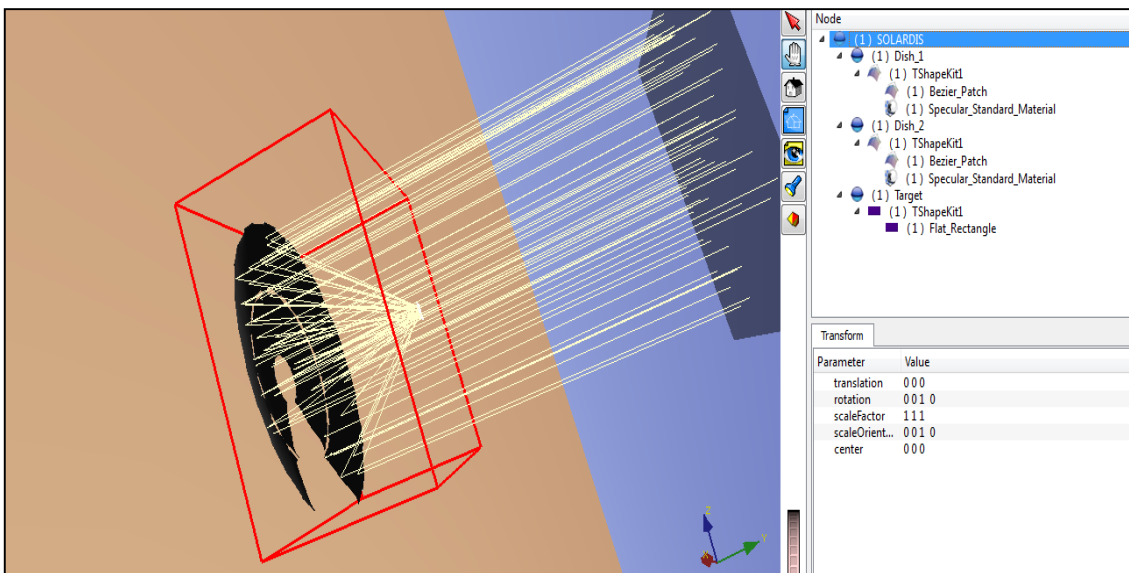 Node
(1) SOLARDIS
(1) Dish_1
(1) TShapeKit1
(1) Bezier_Patch
(1) Specular_Standard_Material
(1) Dish_2
(1) TShapeKit1
(1) Bezier_Patch
(1) Specular_Standard_Material
(1) Target
(1) TShapeKit1
(1) Flat_Rectangle
Transform
Parameter Value
translation 0 0 0
rotation 0 0 1 0
scaleFactor 1 1 1
scaleOrient... 0 0 1 0
center 0 0 0
Z
Y